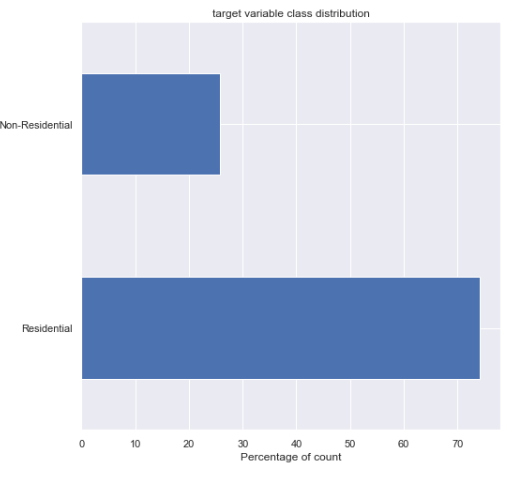 target variable class distribution
Non-Residential
Residential
0 10 20 30 40 50 60 70
Percentage of count